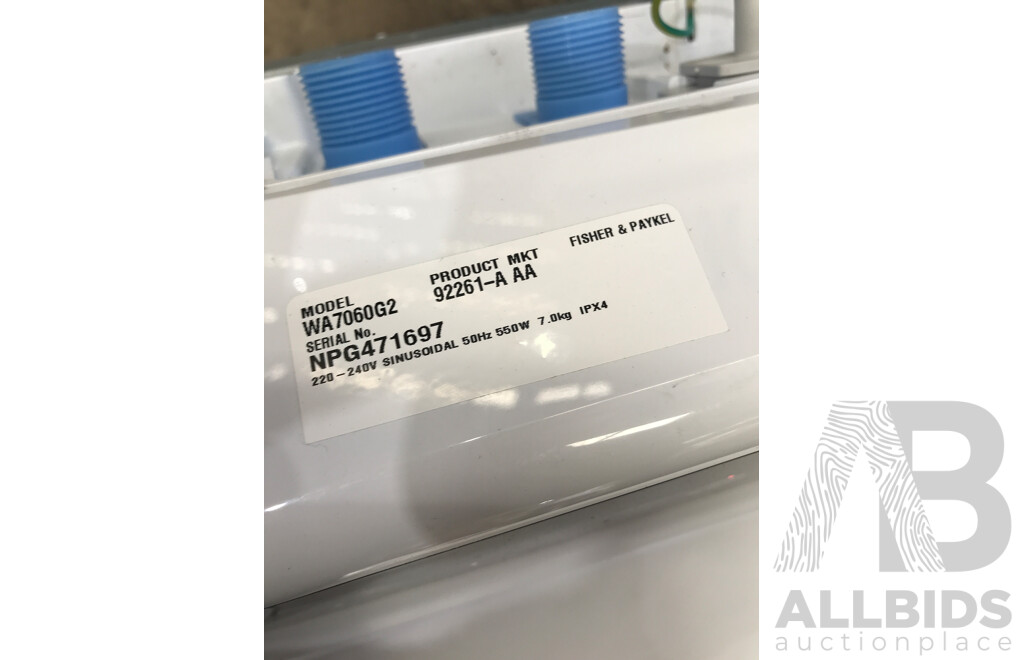 MODEL PRODUCT MKT FISHER & PAYKEL
WA7060G2 92261-A AA
SERIAL No.
NPG471697
220-240V SINUSOIDAL 50Hz 550W 7.0kg IPX4
AB
ALLBIDS
auctionplace